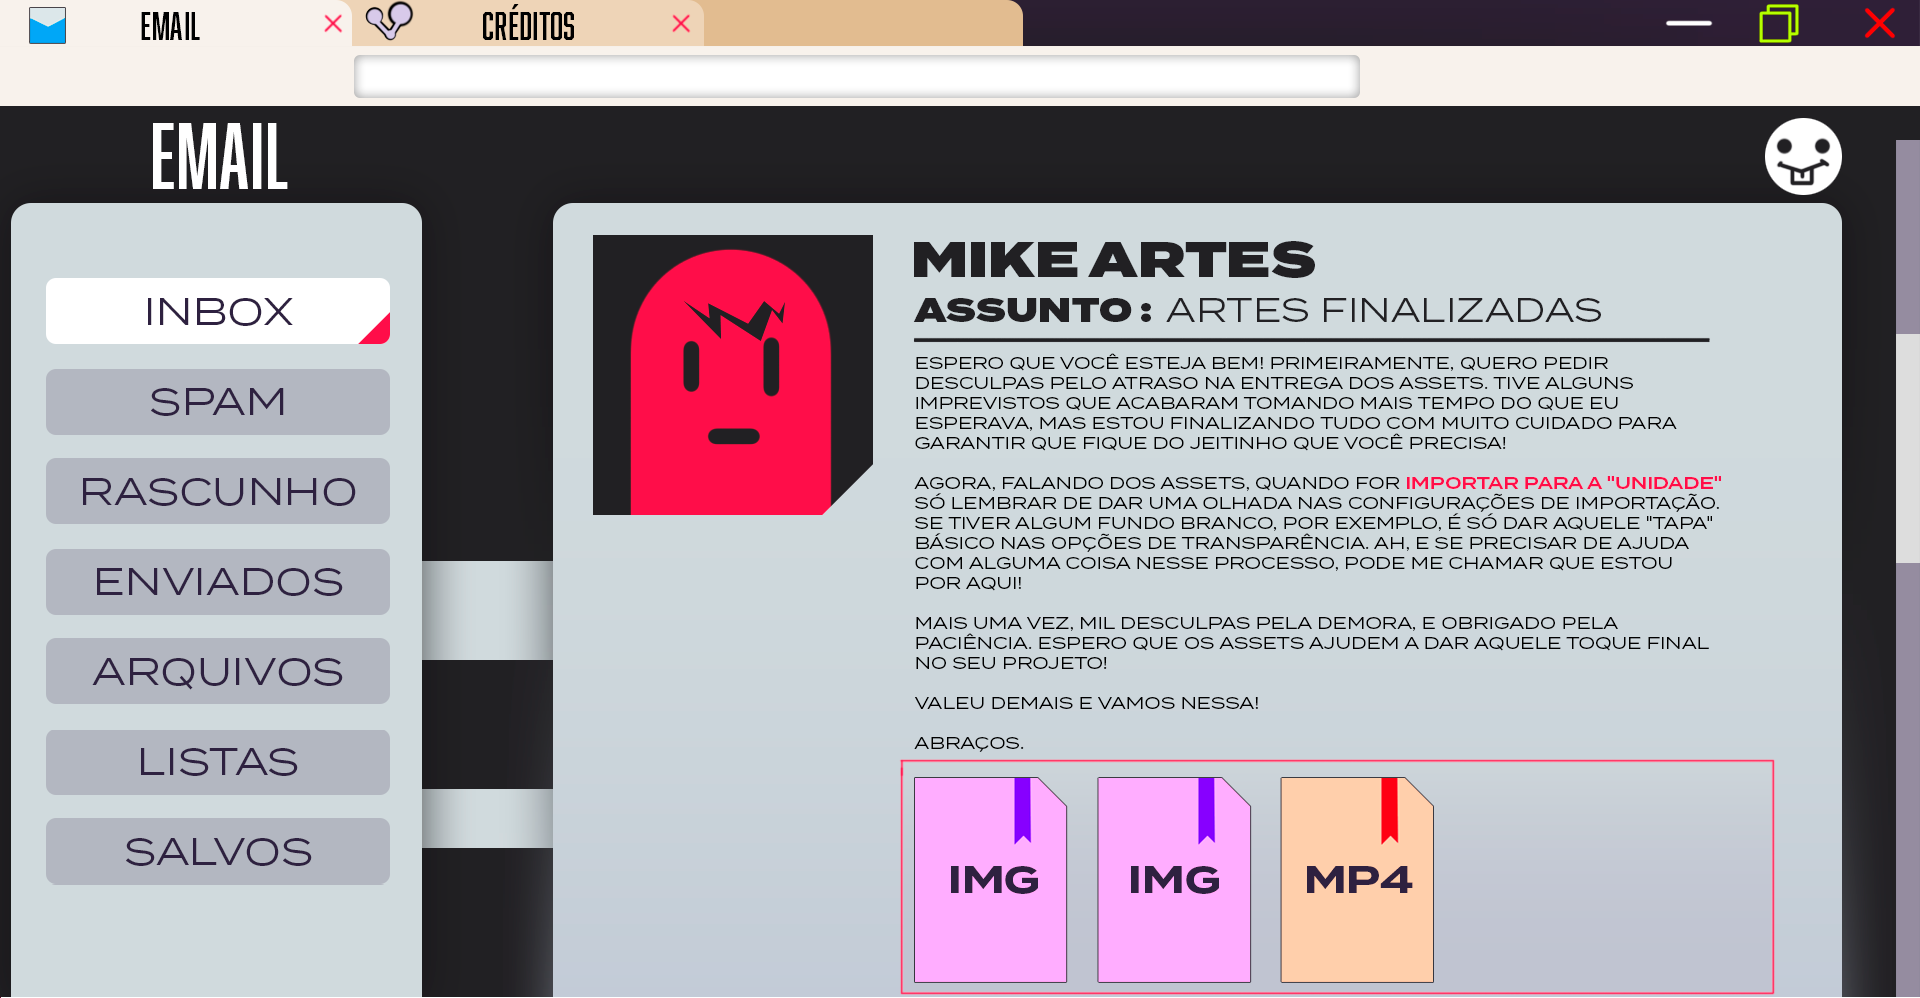 EMAIL
CRÉDITOS
EMAIL
INBOX
SPAM
RASCUNHO
ENVIADOS
ARQUIVOS
LISTAS
SALVOS
MIKE ARTES
ASSUNTO: ARTES FINALIZADAS
ESPERO QUE VOCÊ ESTEJA BEM! PRIMEIRAMENTE, QUERO PEDIR
DESCULPAS PELO ATRASO NA ENTREGA DOS ASSETS. TIVE ALGUNS
IMPREVISTOS QUE ACABARAM TOMANDO MAIS TEMPO DO QUE EU
ESPERAVA, MAS ESTOU FINALIZANDO TUDO COM MUITO CUIDADO PARA
GARANTIR QUE FIQUE DO JEITINHO QUE VOCÊ PRECISA!
AGORA, FALANDO DOS ASSETS, QUANDO FOR IMPORTAR PARA A "UNIDADE"
SÓ LEMBRAR DE DAR UMA OLHADA NAS CONFIGURAÇÕES DE IMPORTAÇÃO.
SE TIVER ALGUM FUNDO BRANCO, POR EXEMPLO, É SÓ DAR AQUELE "TAPA"
BÁSICO NAS OPÇÕES DE TRANSPARÊNCIA. AH, E SE PRECISAR DE AJUDA
COM ALGUMA COISA NESSE PROCESSO, PODE ME CHAMAR QUE ESTOU
POR AQUI!
MAIS UMA VEZ, MIL DESCULPAS PELA DEMORA, E OBRIGADO PELA
PACIÊNCIA. ESPERO QUE OS ASSETS AJUDEM A DAR AQUELE TOQUE FINAL
NO SEU PROJETO!
VALEU DEMAIS E VAMOS NESSA!
ABRAÇOS.
IMG
IMG
MP4